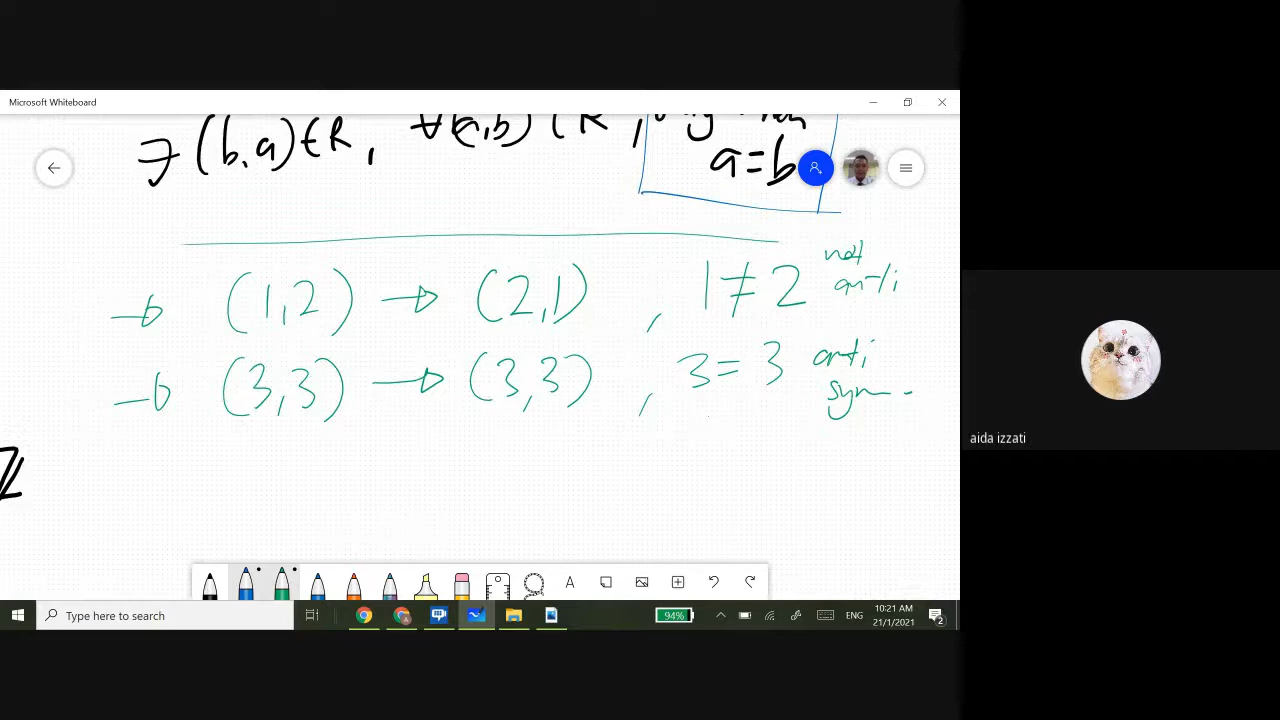 Microsoft Whiteboard
∃ (b,a) ∈ R, ∀(a,b) ∈ R,
a = b
(1,2) → (2,1) , 1 ≠ 2 not anti
(3,3) → (3,3) , 3 = 3 anti sym
Z
aida izzati
Type here to search
94%
ENG
10:21 AM
21/1/2021
2